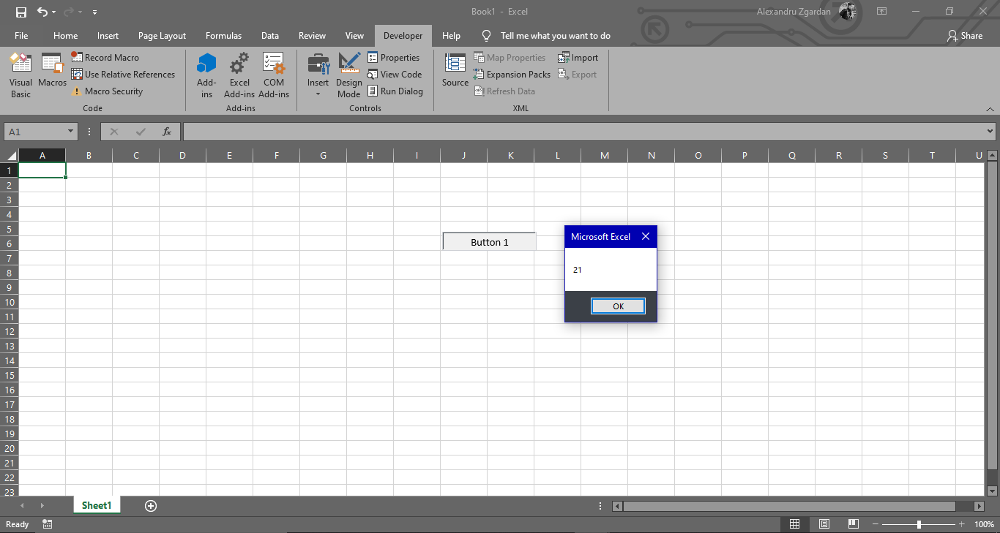 Book1 - Excel
Alexandru Zgardan
File Home Insert Page Layout Formulas Data Review View Developer Help Tell me what you want to do Share
Visual Basic
Macros
Record Macro
Use Relative References
Macro Security
Code
Add-ins
Excel Add-ins
COM Add-ins
Add-ins
Insert
Design Mode
Properties
View Code
Run Dialog
Controls
Source
Map Properties
Expansion Packs
Refresh Data
Import
Export
XML
A1
fx
A B C D E F G H I J K L M N O P Q R S T U
1
2
3
4
5
6
7
8
9
10
11
12
13
14
15
16
17
18
19
20
21
22
23
Button 1
Microsoft Excel
21
OK
Sheet1
Ready
100%